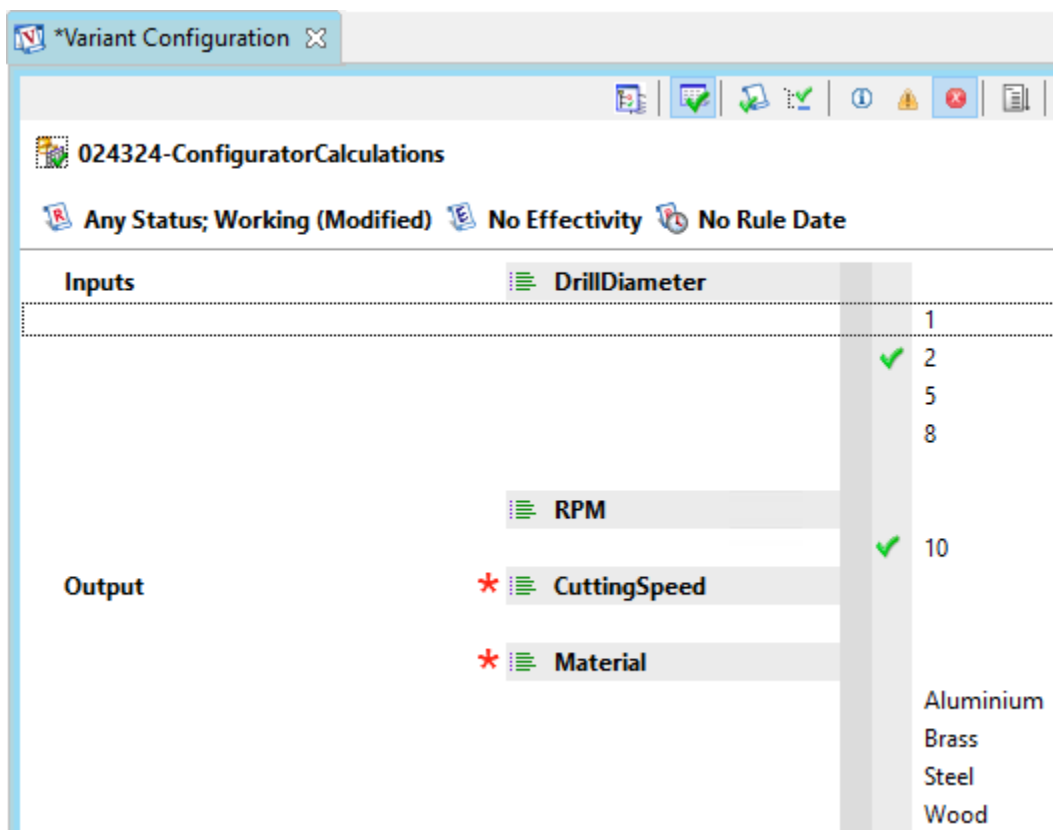 *Variant Configuration
024324-ConfiguratorCalculations
Any Status; Working (Modified) No Effectivity No Rule Date
Inputs DrillDiameter
1
2
5
8
RPM
10
Output * CuttingSpeed
* Material
Aluminium
Brass
Steel
Wood